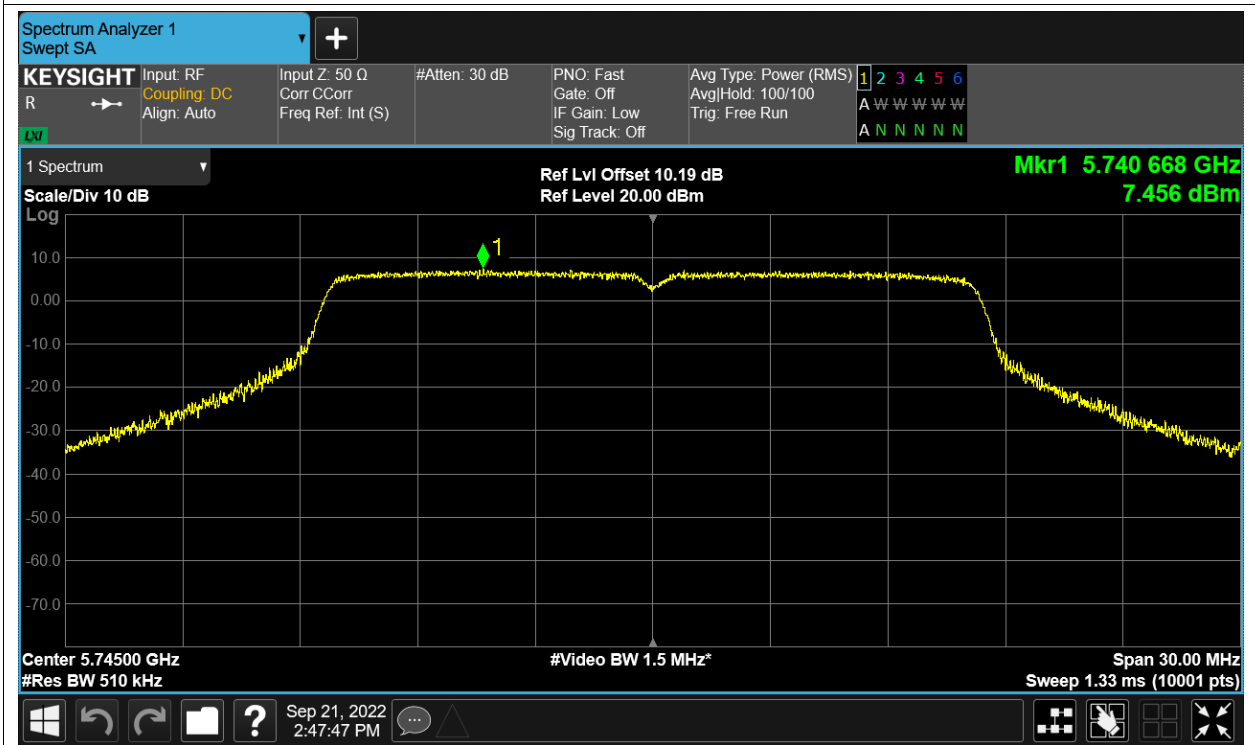 Spectrum Analyzer 1
Swept SA
KEYSIGHT
R
LXI
Input: RF
Coupling: DC
Align: Auto
Input Z: 50 Ω
Corr CCorr
Freq Ref: Int (S)
#Atten: 30 dB
PNO: Fast
Gate: Off
IF Gain: Low
Sig Track: Off
Avg Type: Power (RMS)
Avg|Hold: 100/100
Trig: Free Run
1 2 3 4 5 6
A W W W W W
A N N N N N
1 Spectrum
Scale/Div 10 dB
Ref Lvl Offset 10.19 dB
Ref Level 20.00 dBm
Mkr1 5.740 668 GHz
7.456 dBm
Log
1
10.0
0.00
-10.0
-20.0
-30.0
-40.0
-50.0
-60.0
-70.0
Center 5.74500 GHz
#Res BW 510 kHz
#Video BW 1.5 MHz*
Span 30.00 MHz
Sweep 1.33 ms (10001 pts)
?
Sep 21, 2022
2:47:47 PM